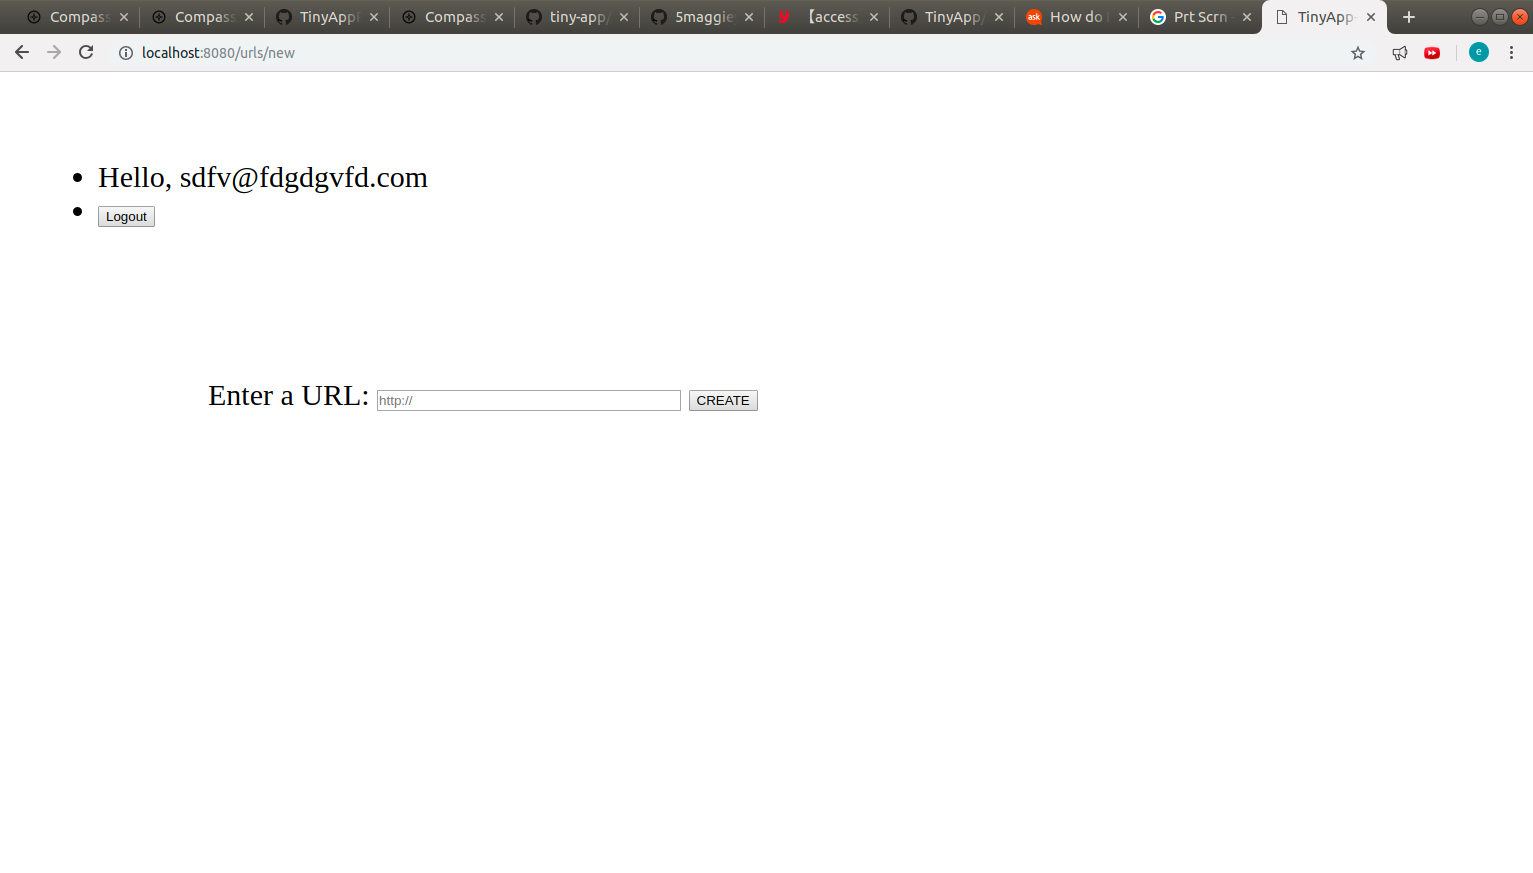 Compass Compass TinyApp Compass tiny-app/ 5maggie 【access TinyApp/ How do Prt Scrn TinyApp-
localhost:8080/urls/new e
Hello, sdfv@fdgdgvfd.com
Logout
Enter a URL: http:// CREATE